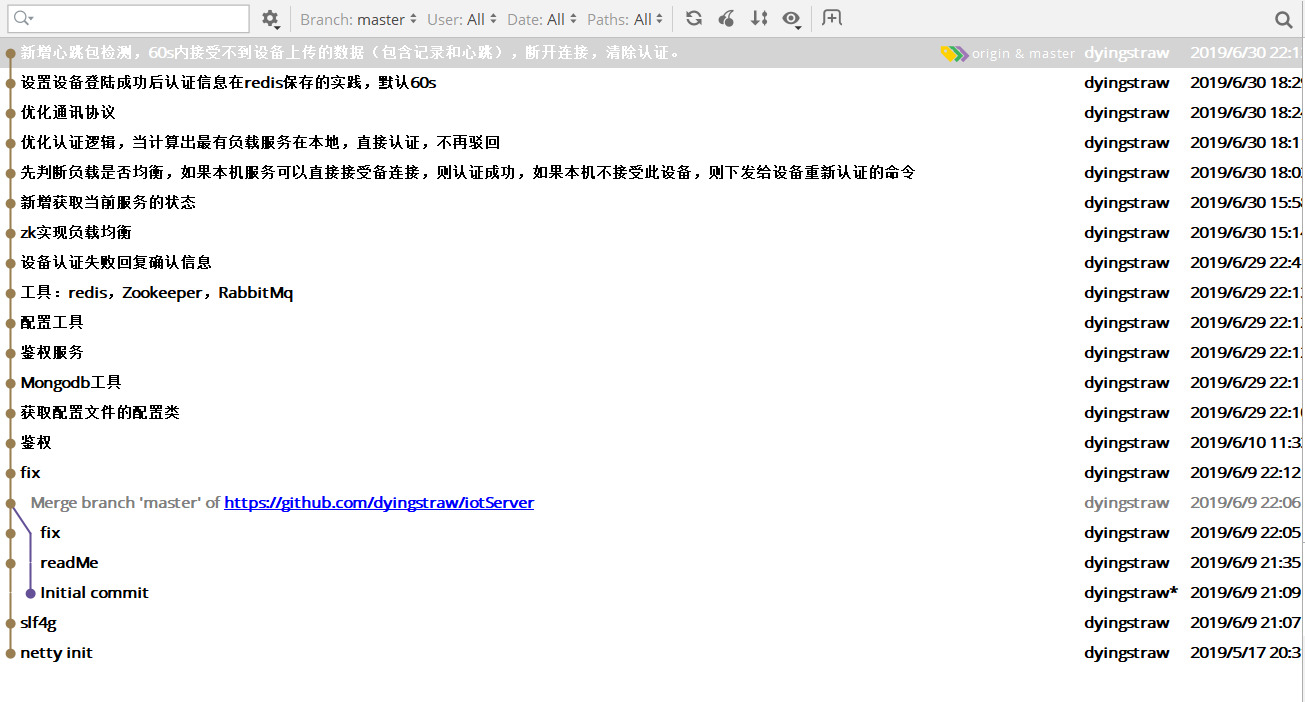 Branch: master User: All Date: All Paths: All
新增心跳包检测，60s内接受不到设备上传的数据（包含记录和心跳），断开连接，清除认证。 origin & master dyingstraw 2019/6/30 22:1
设置设备登陆成功后认证信息在redis保存的实践，默认60s dyingstraw 2019/6/30 18:2
优化通讯协议 dyingstraw 2019/6/30 18:2
优化认证逻辑，当计算出最有负载服务在本地，直接认证，不再驳回 dyingstraw 2019/6/30 18:1
先判断负载是否均衡，如果本机服务可以直接接受备连接，则认证成功，如果本机不接受此设备，则下发给设备重新认证的命令 dyingstraw 2019/6/30 18:0
新增获取当前服务的状态 dyingstraw 2019/6/30 15:5
zk实现负载均衡 dyingstraw 2019/6/30 15:1
设备认证失败回复确认信息 dyingstraw 2019/6/29 22:4
工具：redis，Zookeeper，RabbitMq dyingstraw 2019/6/29 22:1
配置工具 dyingstraw 2019/6/29 22:1
鉴权服务 dyingstraw 2019/6/29 22:1
Mongodb工具 dyingstraw 2019/6/29 22:1
获取配置文件的配置类 dyingstraw 2019/6/29 22:1
鉴权 dyingstraw 2019/6/10 11:3
fix dyingstraw 2019/6/9 22:12
Merge branch 'master' of https://github.com/dyingstraw/iotServer dyingstraw 2019/6/9 22:06
fix dyingstraw 2019/6/9 22:05
readMe dyingstraw 2019/6/9 21:35
Initial commit dyingstraw* 2019/6/9 21:09
slf4g dyingstraw 2019/6/9 21:07
netty init dyingstraw 2019/5/17 20:3